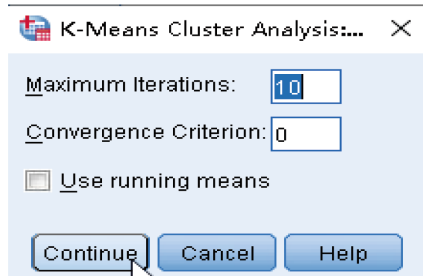 K-Means Cluster Analysis:...
Maximum Iterations: 10
Convergence Criterion: 0
Use running means
Continue Cancel Help